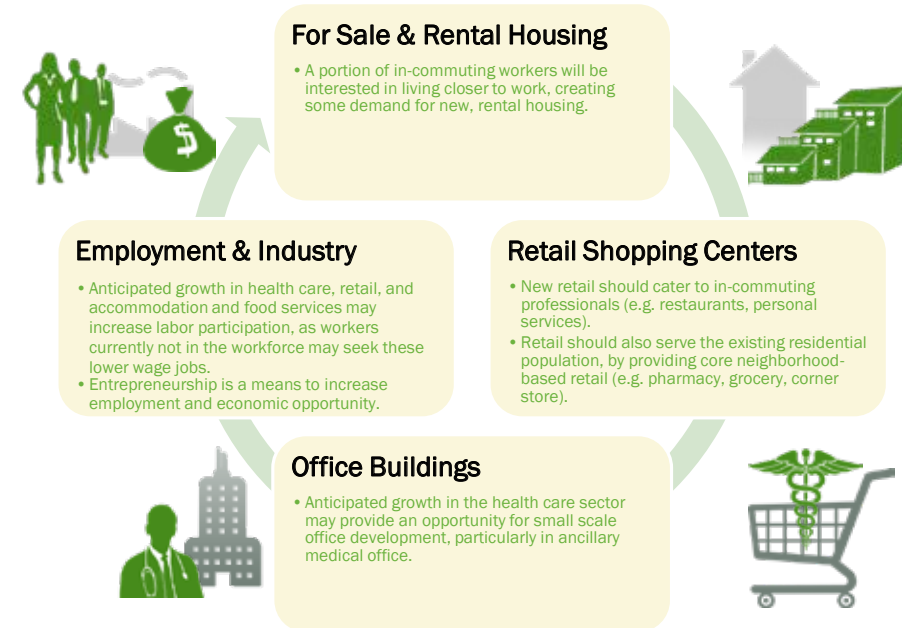 For Sale & Rental Housing
• A portion of in-commuting workers will be
interested in living closer to work, creating
some demand for new, rental housing.
$
Employment & Industry
• Anticipated growth in health care, retail, and
accommodation and food services may
increase labor participation, as workers
currently not in the workforce may seek these
lower wage jobs.
• Entrepreneurship is a means to increase
employment and economic opportunity.
Retail Shopping Centers
• New retail should cater to in-commuting
professionals (e.g. restaurants, personal
services).
• Retail should also serve the existing residential
population, by providing core neighborhood-
based retail (e.g. pharmacy, grocery, corner
store).
Office Buildings
• Anticipated growth in the health care sector
may provide an opportunity for small scale
office development, particularly in ancillary
medical office.